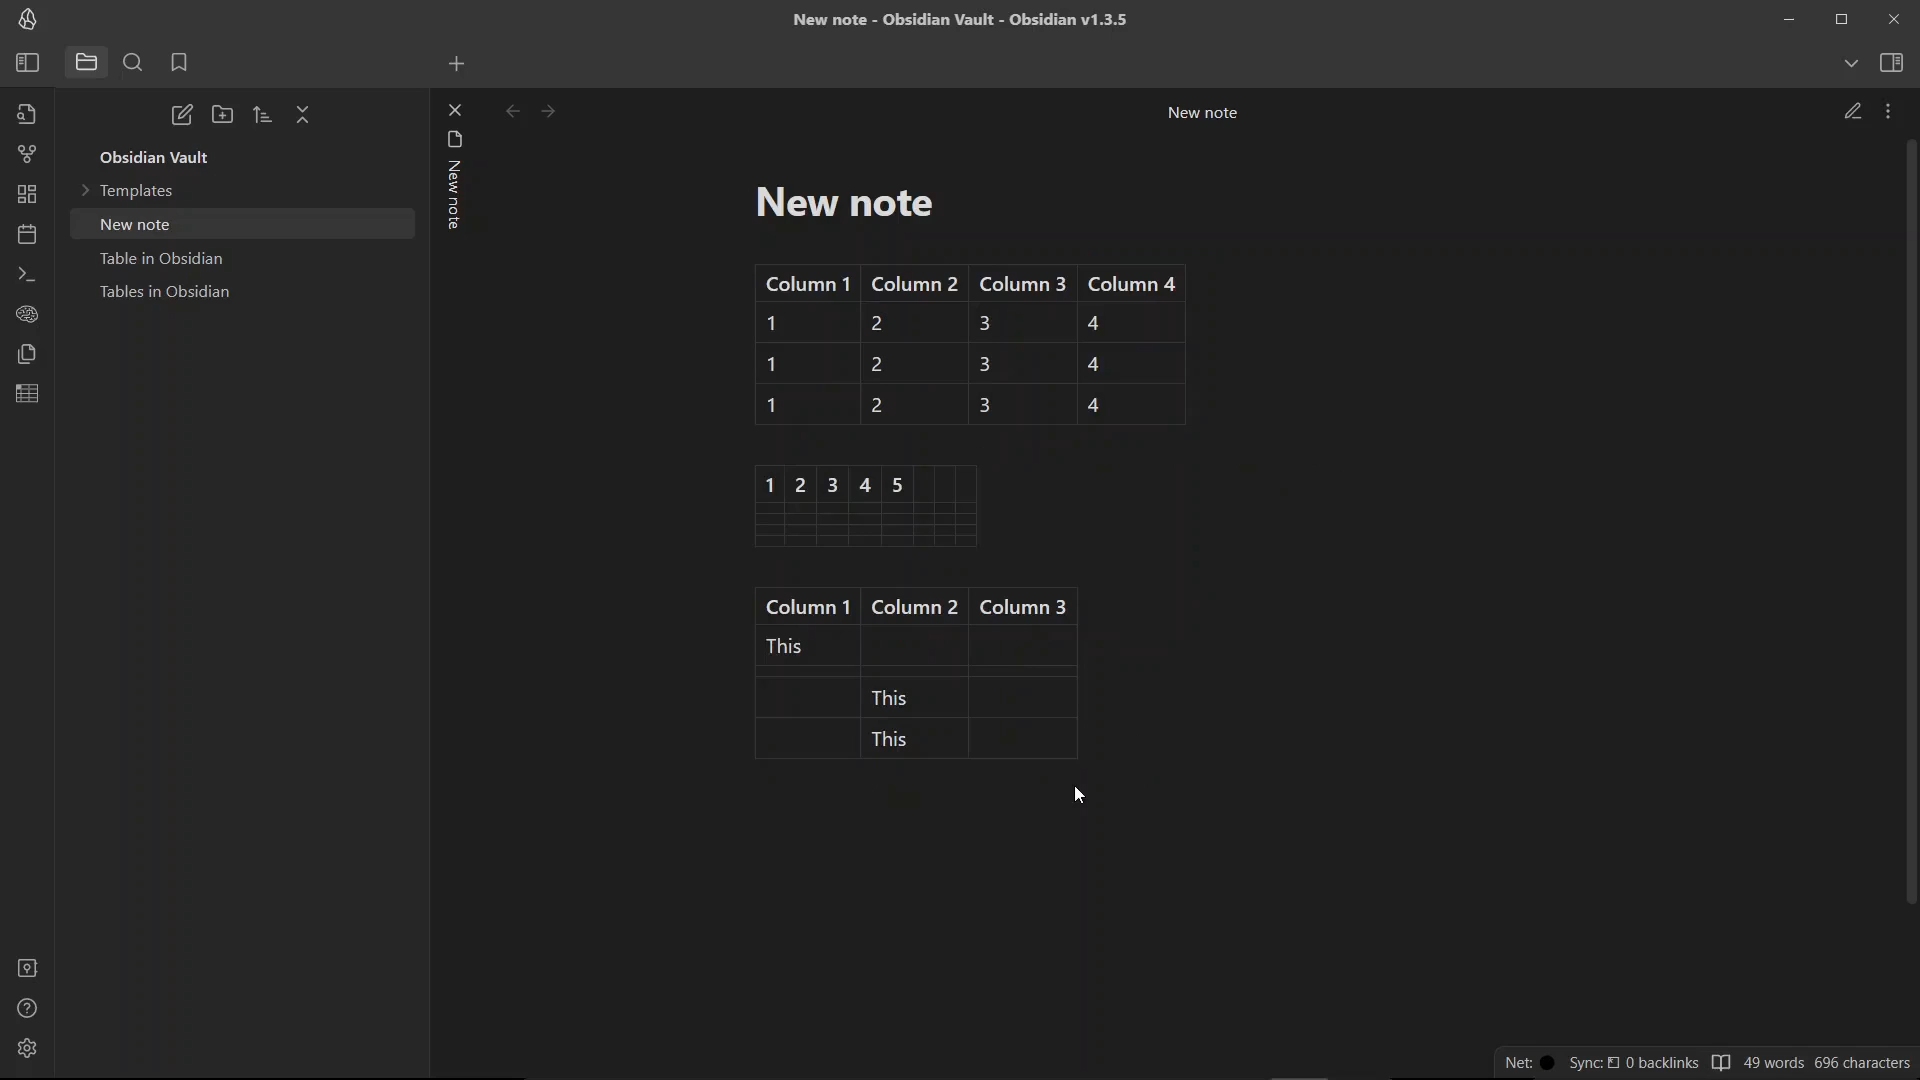 New note - Obsidian Vault - Obsidian v1.3.5
Obsidian Vault
Templates
New note
Table in Obsidian
Tables in Obsidian
New note
New note
New note
Column 1 Column 2 Column 3 Column 4
1 2 3 4
1 2 3 4
1 2 3 4
1 2 3 4 5
Column 1 Column 2 Column 3
This
This
This
Net: Sync: 0 backlinks 49 words 696 characters